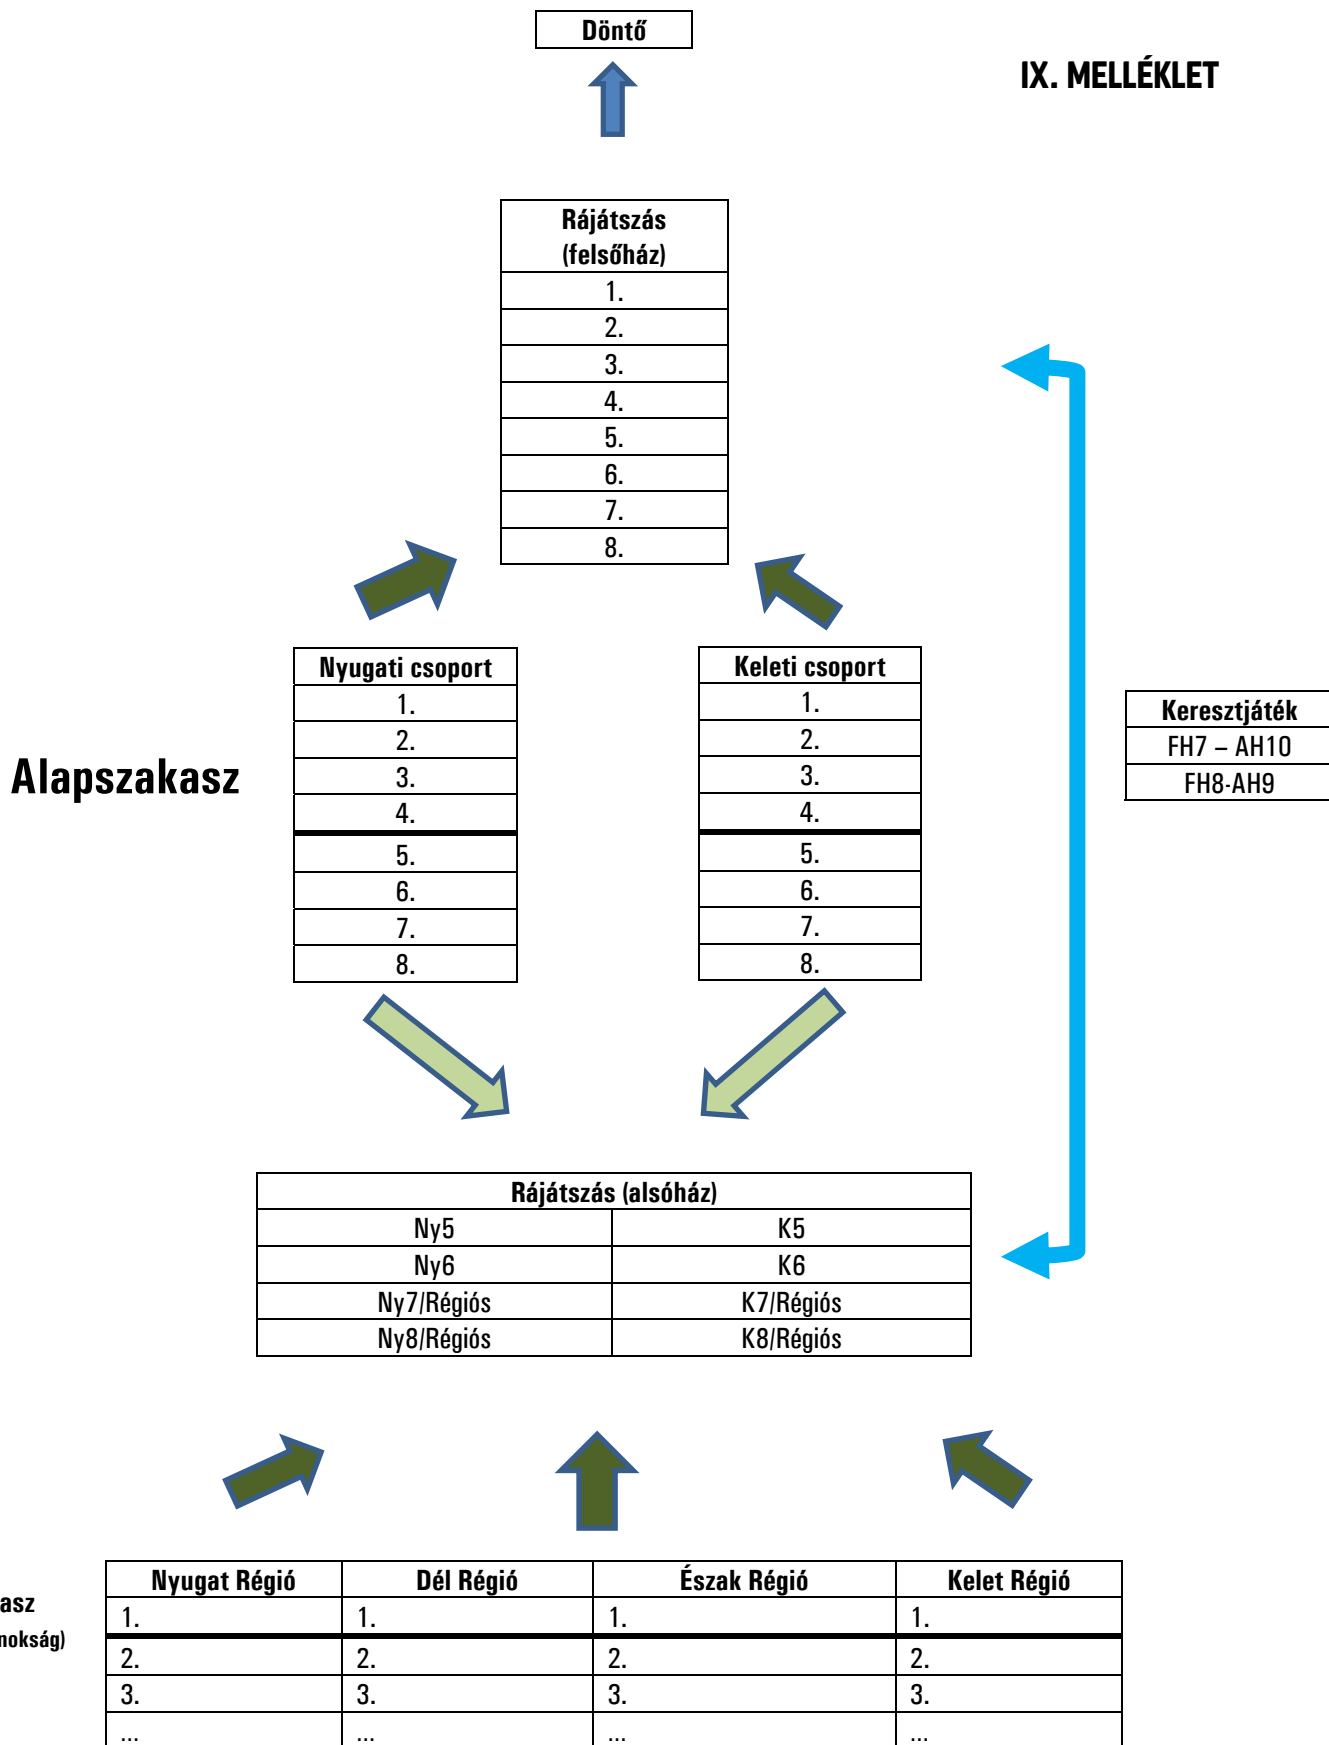 Döntő
IX. MELLÉKLET
Rájátszás
(felsőház)
1.
2.
3.
4.
5.
6.
7.
8.
Nyugati csoport
1.
2.
3.
4.
5.
6.
7.
8.
Keleti csoport
1.
2.
3.
4.
5.
6.
7.
8.
Keresztjáték
FH7 – AH10
FH8-AH9
Alapszakasz
Rájátszás (alsóház)
Ny5 K5
Ny6 K6
Ny7/Régiós K7/Régiós
Ny8/Régiós K8/Régiós
asz
nokság)
Nyugat Régió Dél Régió Észak Régió Kelet Régió
1. 1. 1. 1.
2. 2. 2. 2.
3. 3. 3. 3.
... ... ... ...